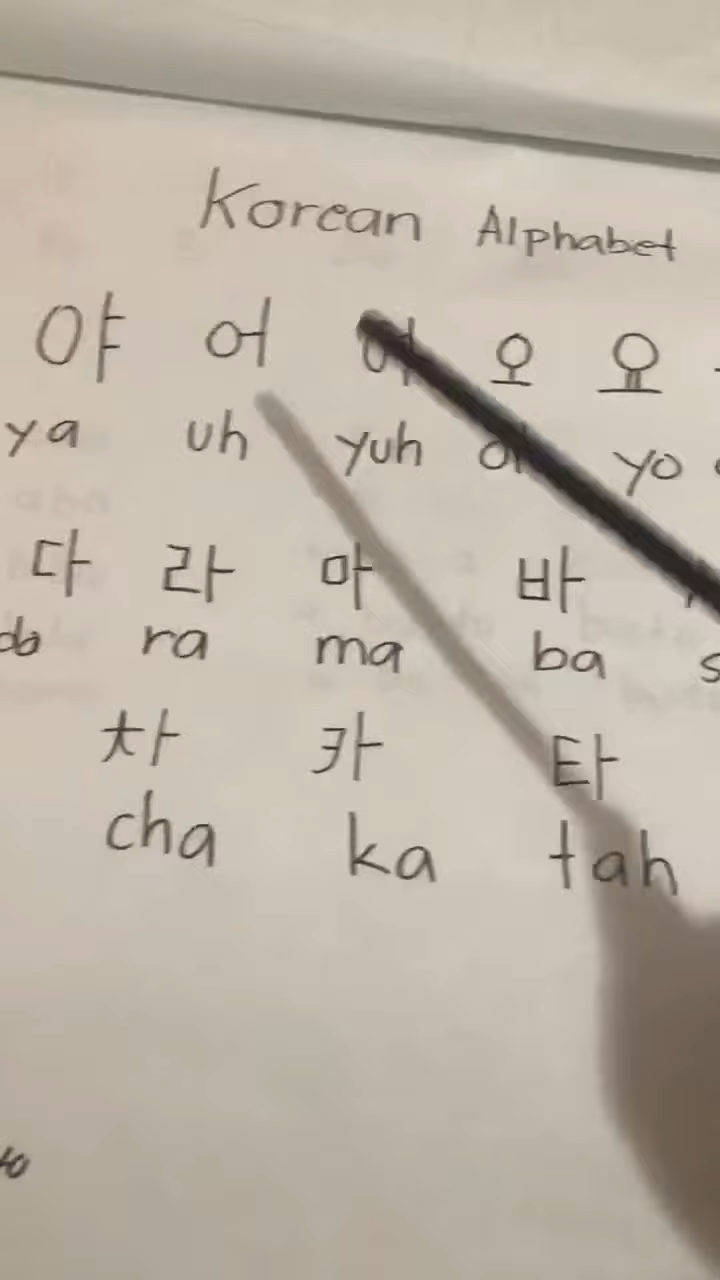 Korean Alphabet
야 어 여 오 요
ya uh yuh yo
다 라 마 바
ra ma ba
차 카 타
cha ka tah